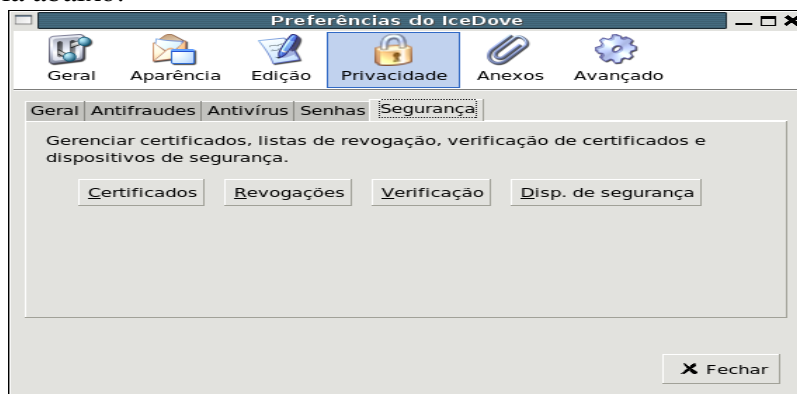 Preferências do IceDove
Geral Aparência Edição Privacidade Anexos Avançado
Geral Antifraudes Antivírus Senhas Segurança
Gerenciar certificados, listas de revogação, verificação de certificados e
dispositivos de segurança.
Certificados Revogações Verificação Disp. de segurança
Fechar